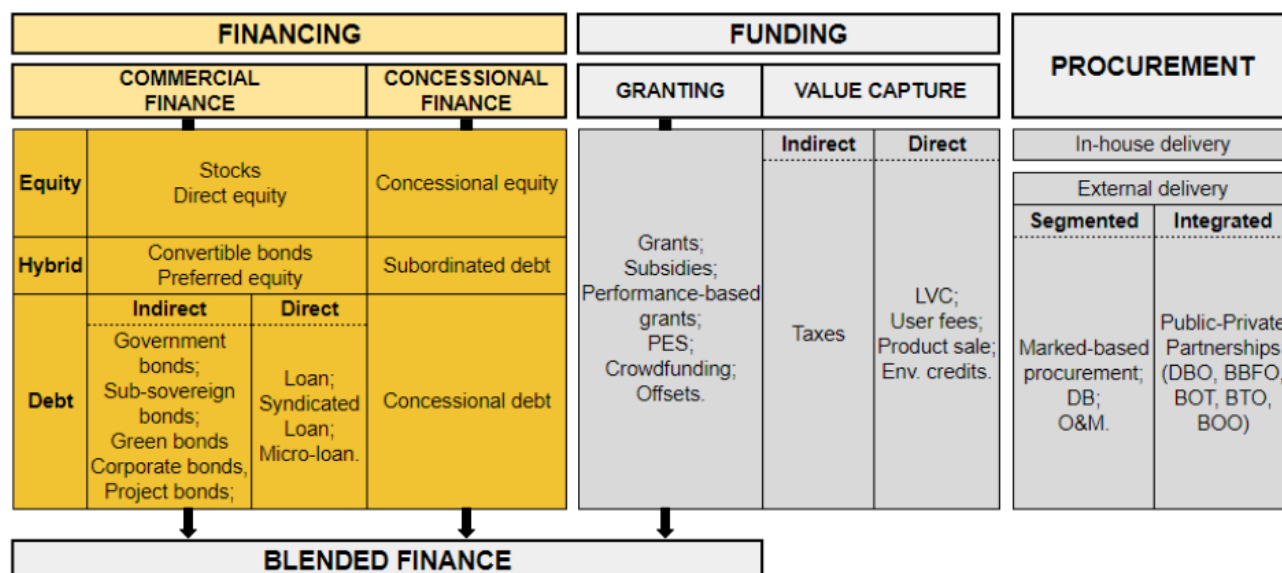 FINANCING
COMMERCIAL
FINANCE
CONCESSIONAL
FINANCE
Equity
Stocks
Direct equity
Concessional equity
Hybrid
Convertible bonds
Preferred equity
Subordinated debt
Debt
Indirect
Government
bonds;
Sub-sovereign
bonds;
Green bonds
Corporate bonds,
Project bonds;
Direct
Loan;
Syndicated
Loan;
Micro-loan.
Concessional debt
FUNDING
GRANTING
VALUE CAPTURE
Grants;
Subsidies;
Performance-based
grants;
PES;
Crowdfunding;
Offsets.
Indirect
Taxes
Direct
LVC;
User fees;
Product sale;
Env. credits.
PROCUREMENT
In-house delivery
External delivery
Segmented
Marked-based
procurement;
DB;
O&M.
Integrated
Public-Private
Partnerships
(DBO, BBFO,
BOT, BTO,
BOO)
BLENDED FINANCE